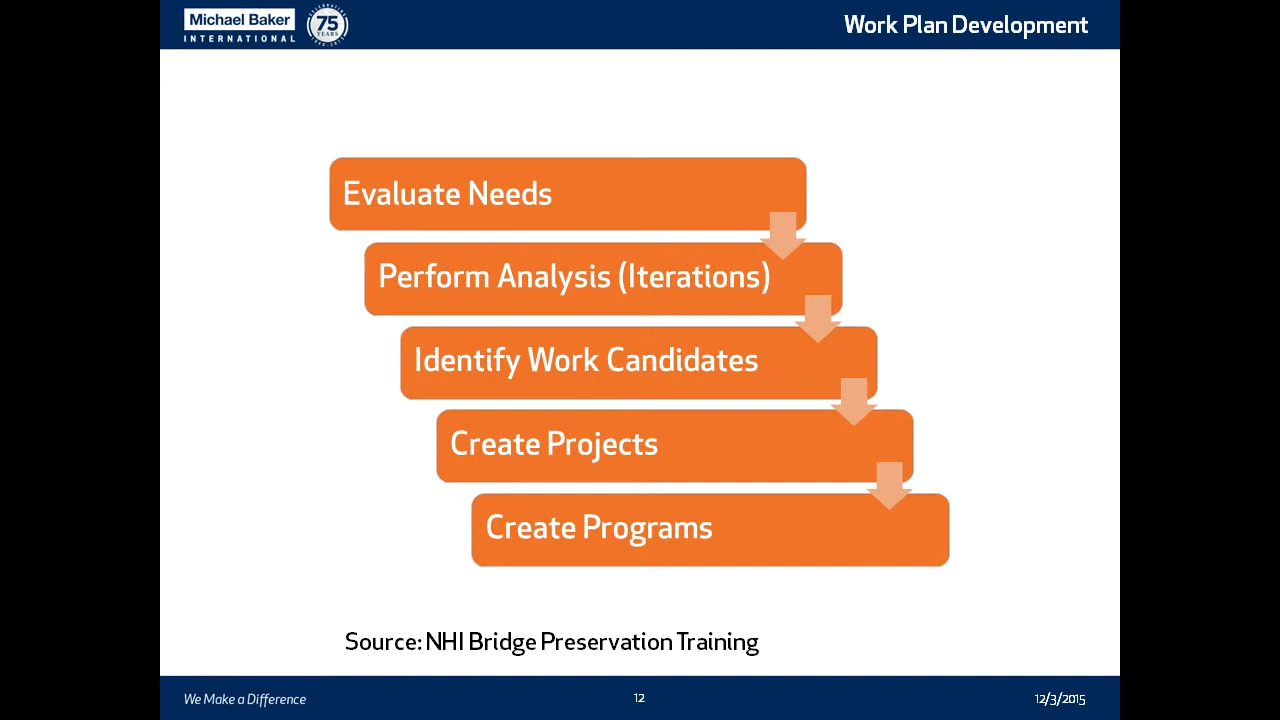 Michael Baker
INTERNATIONAL
75
YEARS
Work Plan Development
Evaluate Needs
Perform Analysis (Iterations)
Identify Work Candidates
Create Projects
Create Programs
Source: NHI Bridge Preservation Training
We Make a Difference
12
12/3/2015